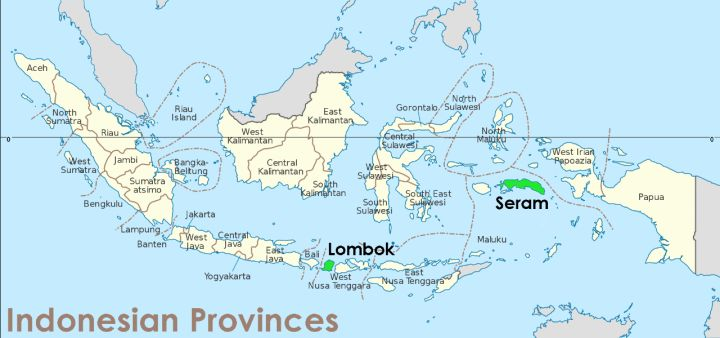 Aceh
North
Sumatra
Riau
Island
Riau
West
Sumatra
Jambi
Bangka-
Belitung
Sumatra
atsimo
Bengkulu
Lampung
Banten
Jakarta
West
Java
Central
Java
East
Java
Yogyakarta
Bali
West
Kalimantan
East
Kalimantan
Central
Kalimantan
South
Kalimantan
Gorontalo
North
Sulawesi
Central
Sulawesi
West
Sulawesi
South
Sulawesi
South East
Sulawesi
North
Maluku
West Irian
Papoazia
Papua
Seram
Maluku
Lombok
West
Nusa Tenggara
East
Nusa Tenggara
0
0
Indonesian Provinces